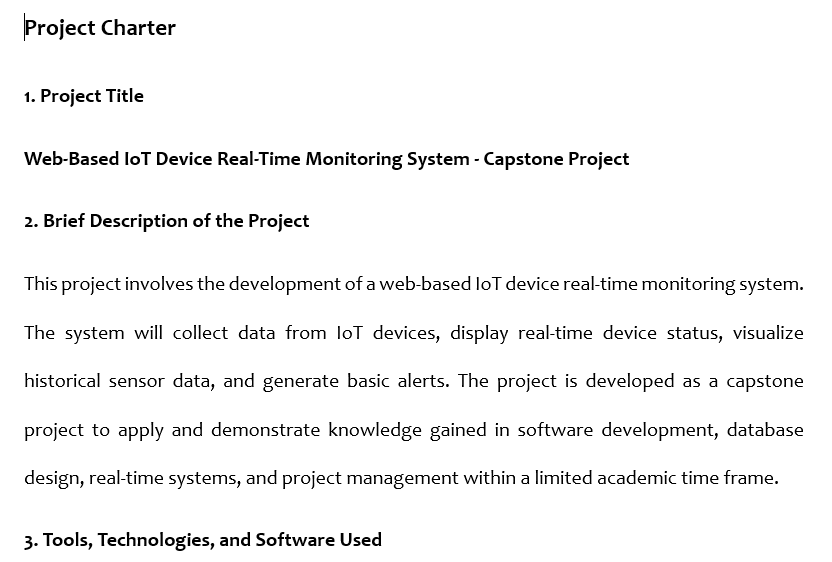 Project Charter
1. Project Title
Web-Based IoT Device Real-Time Monitoring System - Capstone Project
2. Brief Description of the Project
This project involves the development of a web-based IoT device real-time monitoring system.
The system will collect data from IoT devices, display real-time device status, visualize
historical sensor data, and generate basic alerts. The project is developed as a capstone
project to apply and demonstrate knowledge gained in software development, database
design, real-time systems, and project management within a limited academic time frame.
3. Tools, Technologies, and Software Used